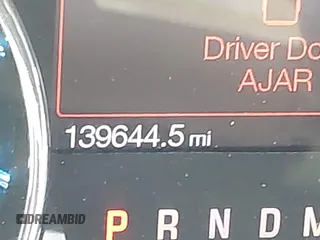 Driver Do
AJAR
139644.5 mi
P R N D M
DREAMBID